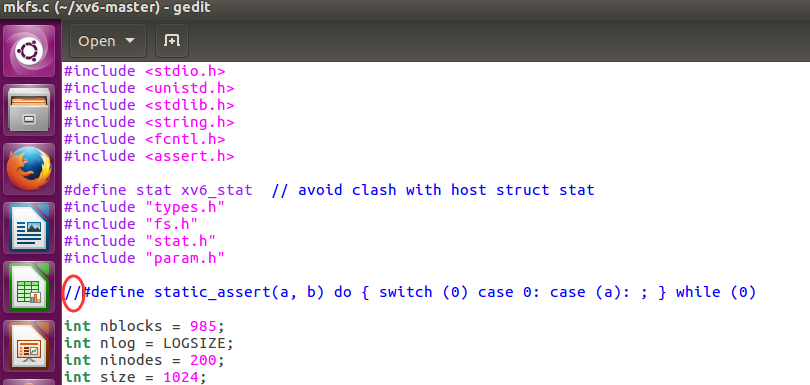 mkfs.c (~/xv6-master) - gedit
Open
#include <stdio.h>
#include <unistd.h>
#include <stdlib.h>
#include <string.h>
#include <fcntl.h>
#include <assert.h>
#define stat xv6_stat  // avoid clash with host struct stat
#include "types.h"
#include "fs.h"
#include "stat.h"
#include "param.h"
//#define static_assert(a, b) do { switch (0) case 0: case (a): ; } while (0)
int nblocks = 985;
int nlog = LOGSIZE;
int ninodes = 200;
int size = 1024;